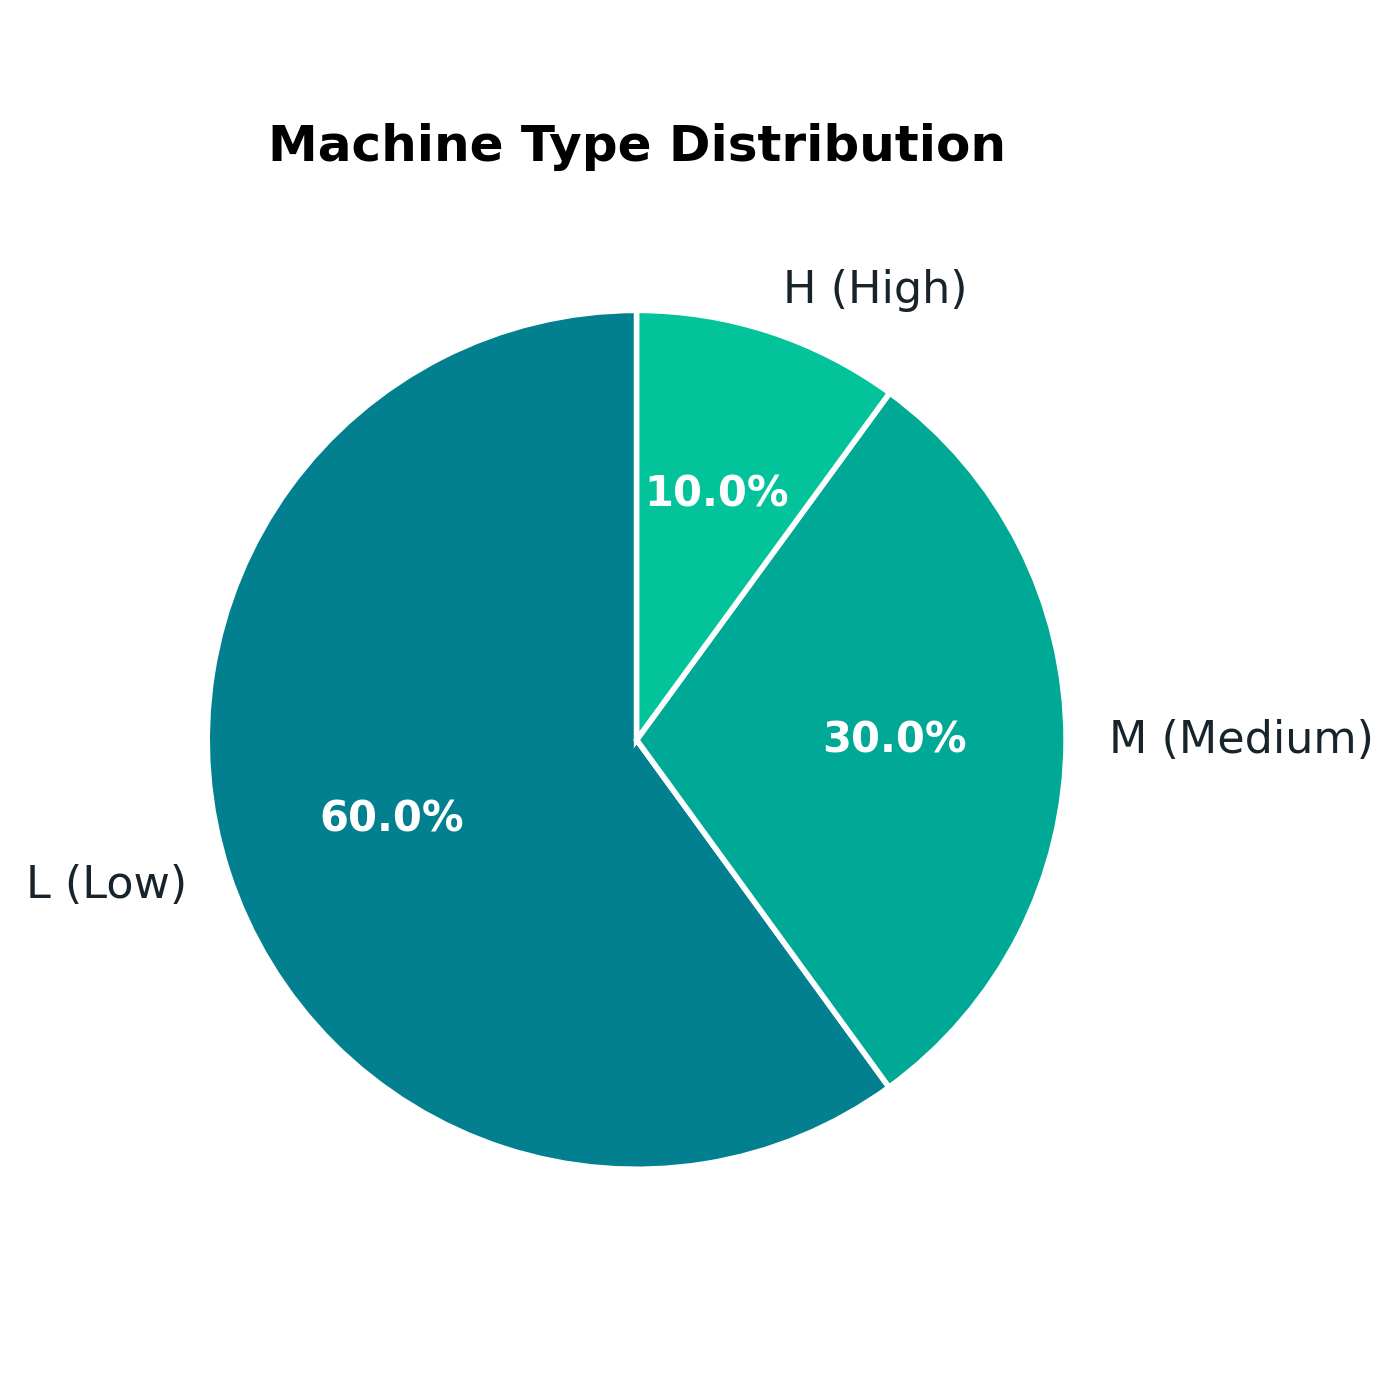 Machine Type Distribution
H (High)
10.0%
30.0%
M (Medium)
60.0%
L (Low)